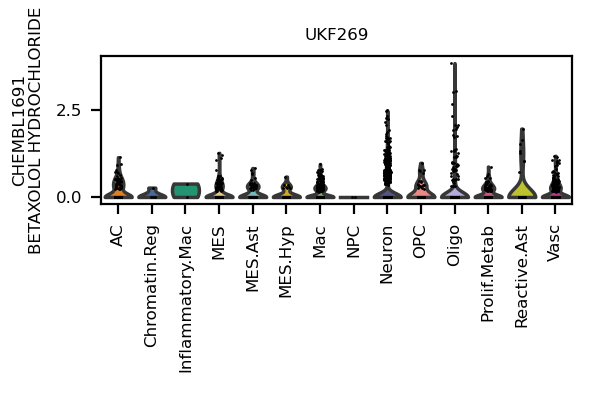 UKF269
CHEMBL1691
BETAXOLOL HYDROCHLORIDE
2.5
0.0
AC
Chromatin.Reg
Inflammatory.Mac
MES
MES.Ast
MES.Hyp
Mac
NPC
Neuron
OPC
Oligo
Prolif.Metab
Reactive.Ast
Vasc